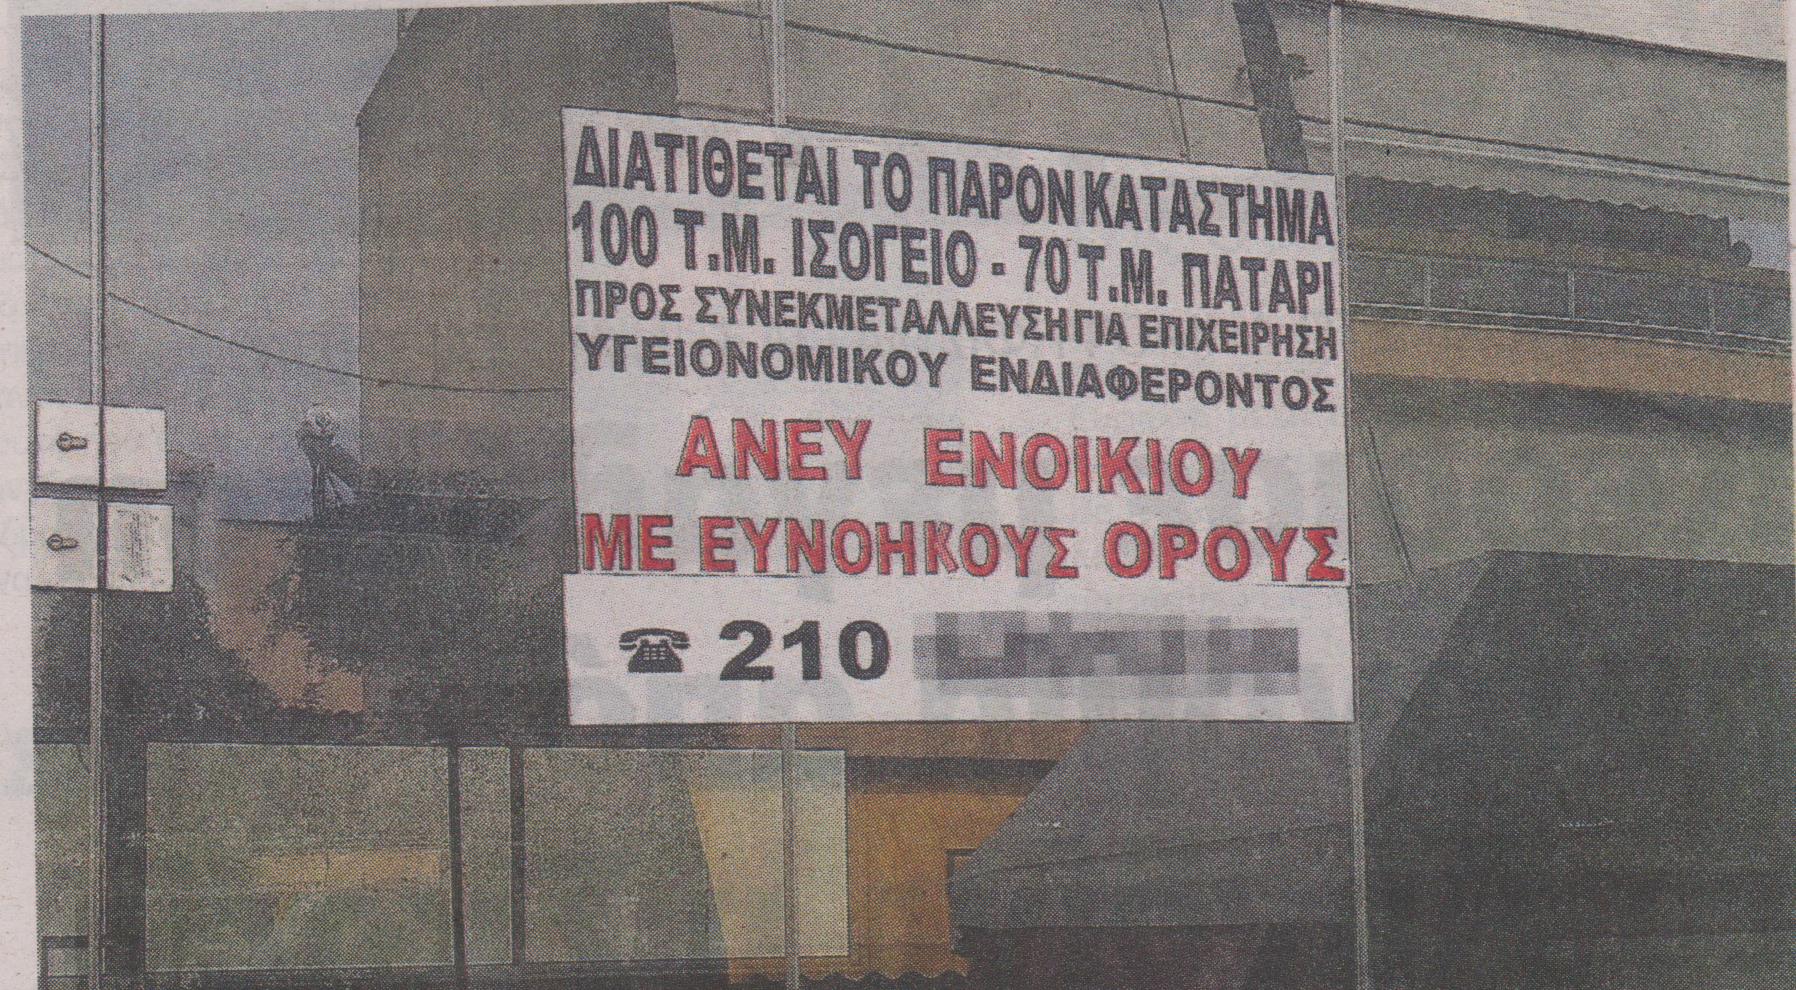 ΔΙΑΤΙΘΕΤΑΙ ΤΟ ΠΑΡΟΝ ΚΑΤΑΣΤΗΜΑ
100 Τ.Μ. ΙΣΟΓΕΙΟ - 70 Τ.Μ. ΠΑΤΑΡΙ
ΠΡΟΣ ΣΥΝΕΚΜΕΤΑΛΛΕΥΣΗ ΓΙΑ ΕΠΙΧΕΙΡΗΣΗ
ΥΓΕΙΟΝΟΜΙΚΟΥ ΕΝΔΙΑΦΕΡΟΝΤΟΣ
ΑΝΕΥ ΕΝΟΙΚΙΟΥ
ΜΕ ΕΥΝΟΗΚΟΥΣ ΟΡΟΥΣ
☎ 210